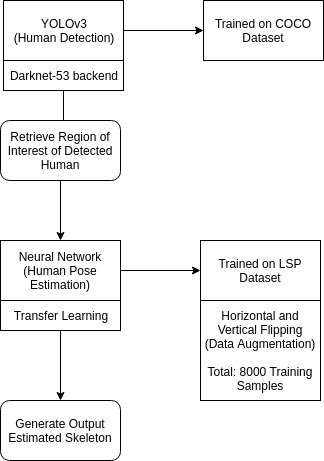 YOLOv3
(Human Detection)
Darknet-53 backend
Trained on COCO
Dataset
Retrieve Region of
Interest of Detected
Human
Neural Network
(Human Pose
Estimation)
Transfer Learning
Trained on LSP
Dataset
Horizontal and
Vertical Flipping
(Data Augmentation)
Total: 8000 Training
Samples
Generate Output
Estimated Skeleton